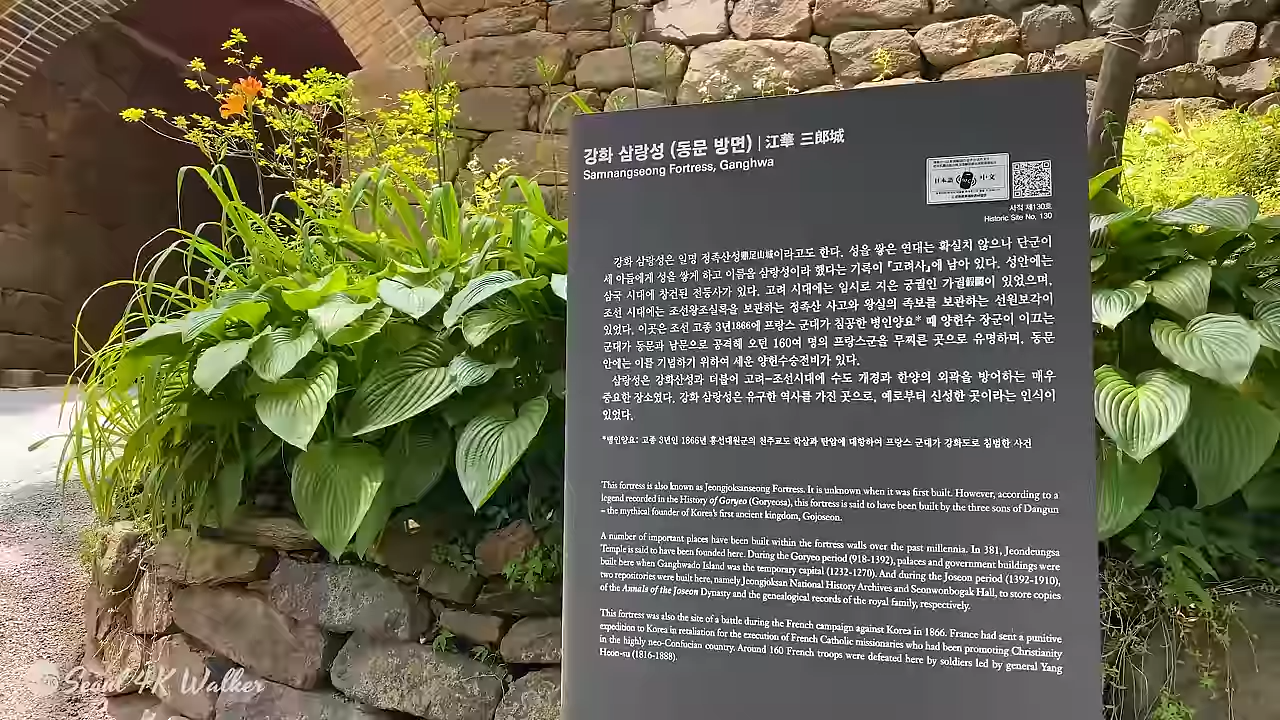 강화 삼랑성 (동문 방면) | 江華 三郎城
Samnangseong Fortress, Ganghwa
日本語 中文
사적 제130호
Historic Site No. 130
강화 삼랑성은 일명 정족산성鼎足山城이라고도 한다. 성을 쌓은 연대는 확실치 않으나 단군이
세 아들에게 성을 쌓게 하고 이름을 삼랑성이라 했다는 기록이 『고려사』에 남아 있다. 성안에는
삼국 시대에 창건된 전등사가 있다. 고려 시대에는 임시로 지은 궁궐인 가궐假闕이 있었으며,
조선 시대에는 조선왕조실록을 보관하는 정족산 사고와 왕실의 족보를 보관하는 선원보각이
있었다. 이곳은 조선 고종 3년1866에 프랑스 군대가 침공한 병인양요* 때 양헌수 장군이 이끄는
군대가 동문과 남문으로 공격해 오던 160여 명의 프랑스군을 무찌른 곳으로 유명하며, 동문
안에는 이를 기념하기 위하여 세운 양헌수승전비가 있다.
삼랑성은 강화산성과 더불어 고려–조선시대에 수도 개경과 한양의 외곽을 방어하는 매우
중요한 장소였다. 강화 삼랑성은 유구한 역사를 가진 곳으로, 예로부터 신성한 곳이라는 인식이
있었다.
*병인양요: 고종 3년인 1866년 흥선대원군의 천주교도 학살과 탄압에 대항하여 프랑스 군대가 강화도로 침범한 사건
This fortress is also known as Jeongjoksanseong Fortress. It is unknown when it was first built. However, according to a
legend recorded in the History of Goryeo (Goryeosa), this fortress is said to have been built by the three sons of Dangun
– the mythical founder of Korea's first ancient kingdom, Gojoseon.
A number of important places have been built within the fortress walls over the past millennia. In 381, Jeondeungsa
Temple is said to have been founded here. During the Goryeo period (918-1392), palaces and government buildings were
built here when Ganghwado Island was the temporary capital (1232-1270). And during the Joseon period (1392-1910),
two repositories were built here, namely Jeongjoksan National History Archives and Seonwonbogak Hall, to store copies
of the Annals of the Joseon Dynasty and the genealogical records of the royal family, respectively.
This fortress was also the site of a battle during the French campaign against Korea in 1866. France had sent a punitive
expedition to Korea in retaliation for the execution of French Catholic missionaries who had been promoting Christianity
in the highly neo-Confucian country. Around 160 French troops were defeated here by soldiers led by general Yang
Heon-su (1816-1888).
Seoul 4K Walker